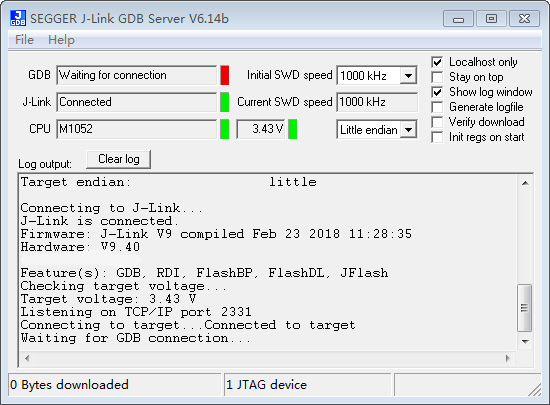 J-Link
GDB
SEGGER J-Link GDB Server V6.14b
File Help
GDB Waiting for connection Initial SWD speed 1000 kHz
J-Link Connected Current SWD speed 1000 kHz
CPU M1052 3.43 V Little endian
Localhost only
Stay on top
Show log window
Generate logfile
Verify download
Init regs on start
Log output: Clear log
Target endian: little
Connecting to J-Link...
J-Link is connected.
Firmware: J-Link V9 compiled Feb 23 2018 11:28:35
Hardware: V9.40
Feature(s): GDB, RDI, FlashBP, FlashDL, JFlash
Checking target voltage...
Target voltage: 3.43 V
Listening on TCP/IP port 2331
Connecting to target...Connected to target
Waiting for GDB connection...
0 Bytes downloaded 1 JTAG device